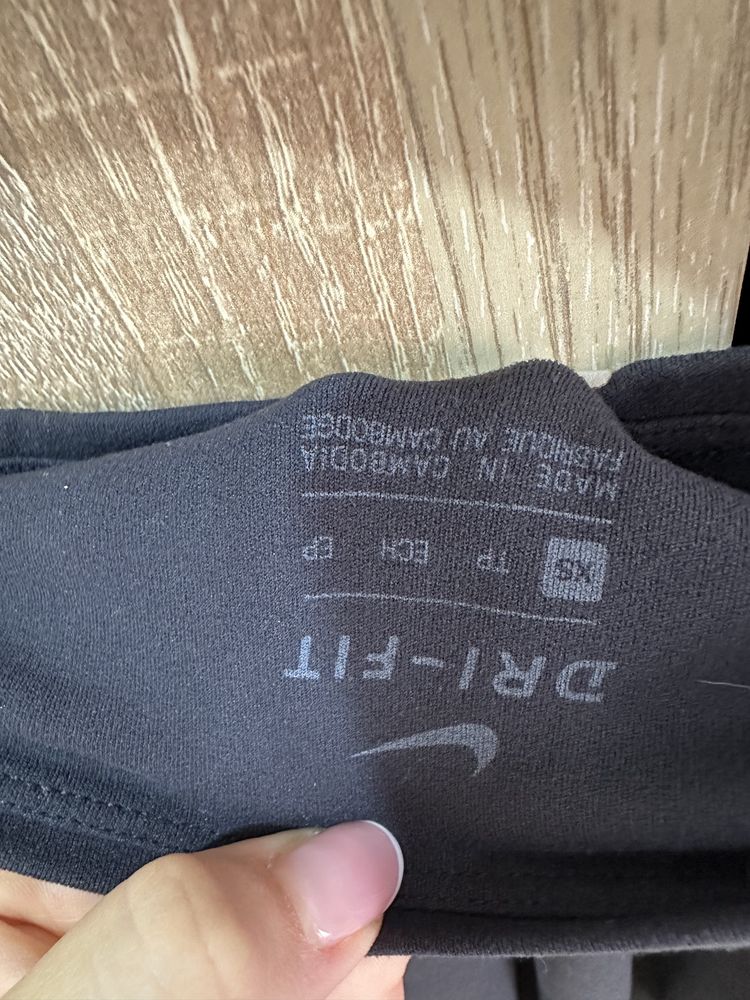 DRI-FIT
XS TP ECH EP
MADE IN CAMBODIA
FABRIQUÉ AU CAMBODGE